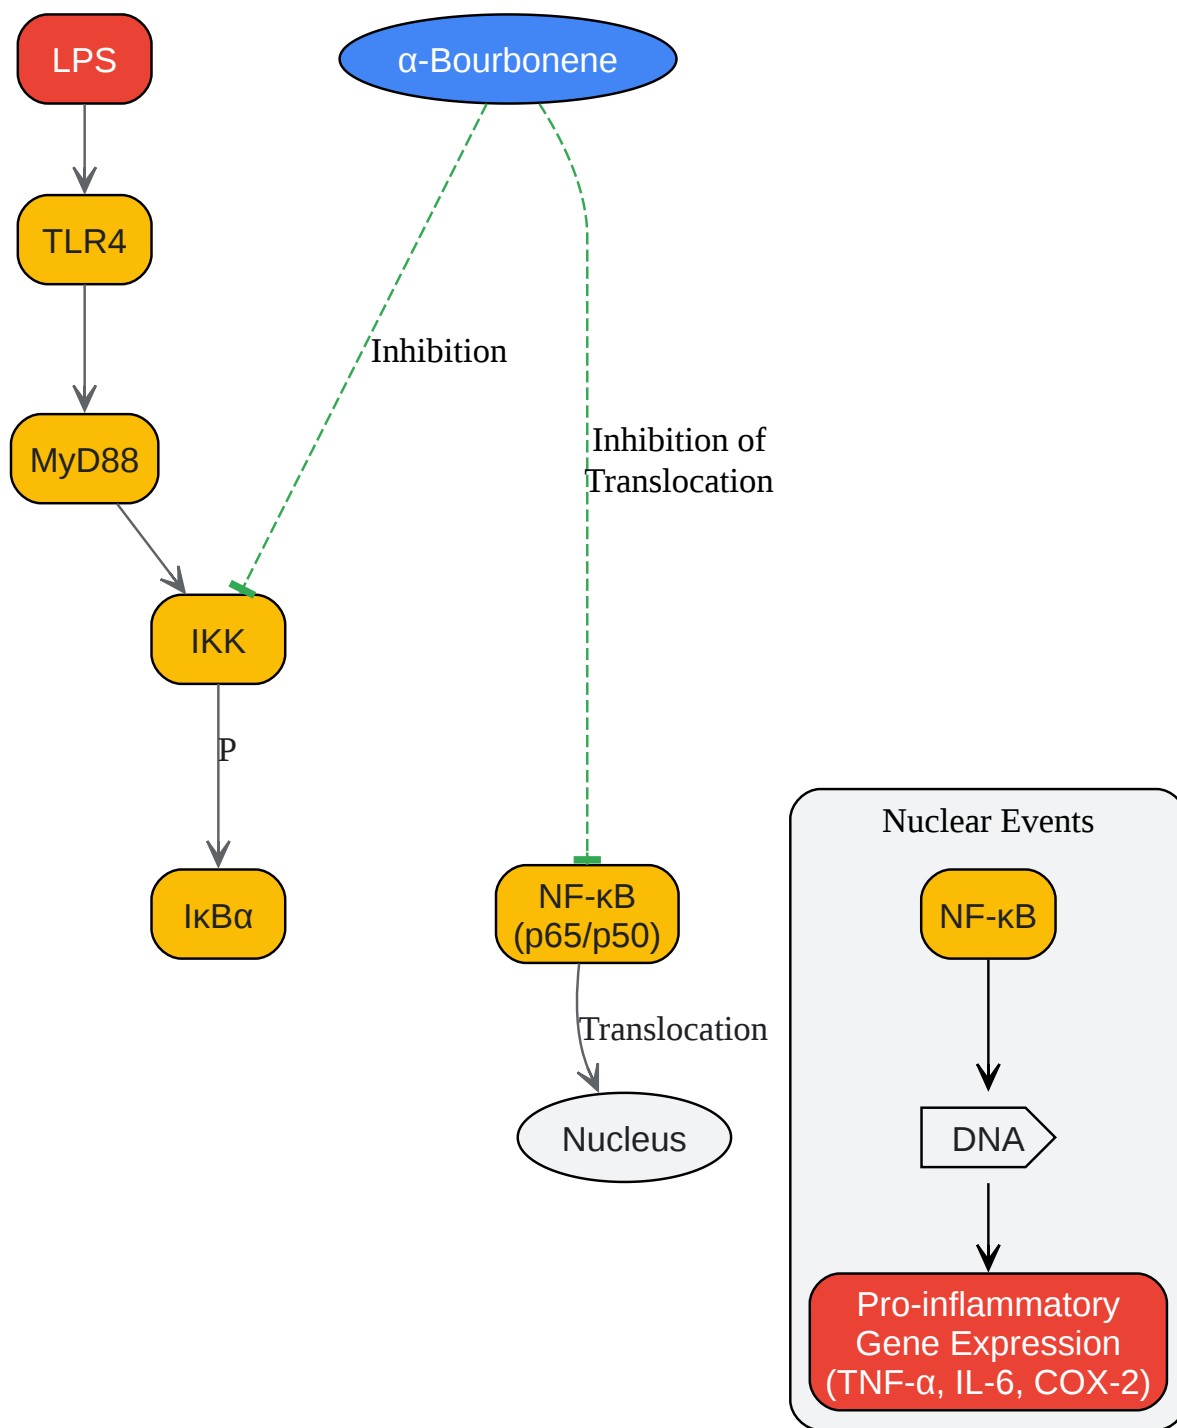 LPS
α-Bourbonene
TLR4
Inhibition
MyD88
Inhibition of
Translocation
IKK
P
Nuclear Events
IκBα
NF-κB
(p65/p50)
NF-κB
Translocation
Nucleus
DNA
Pro-inflammatory
Gene Expression
(TNF-α, IL-6, COX-2)